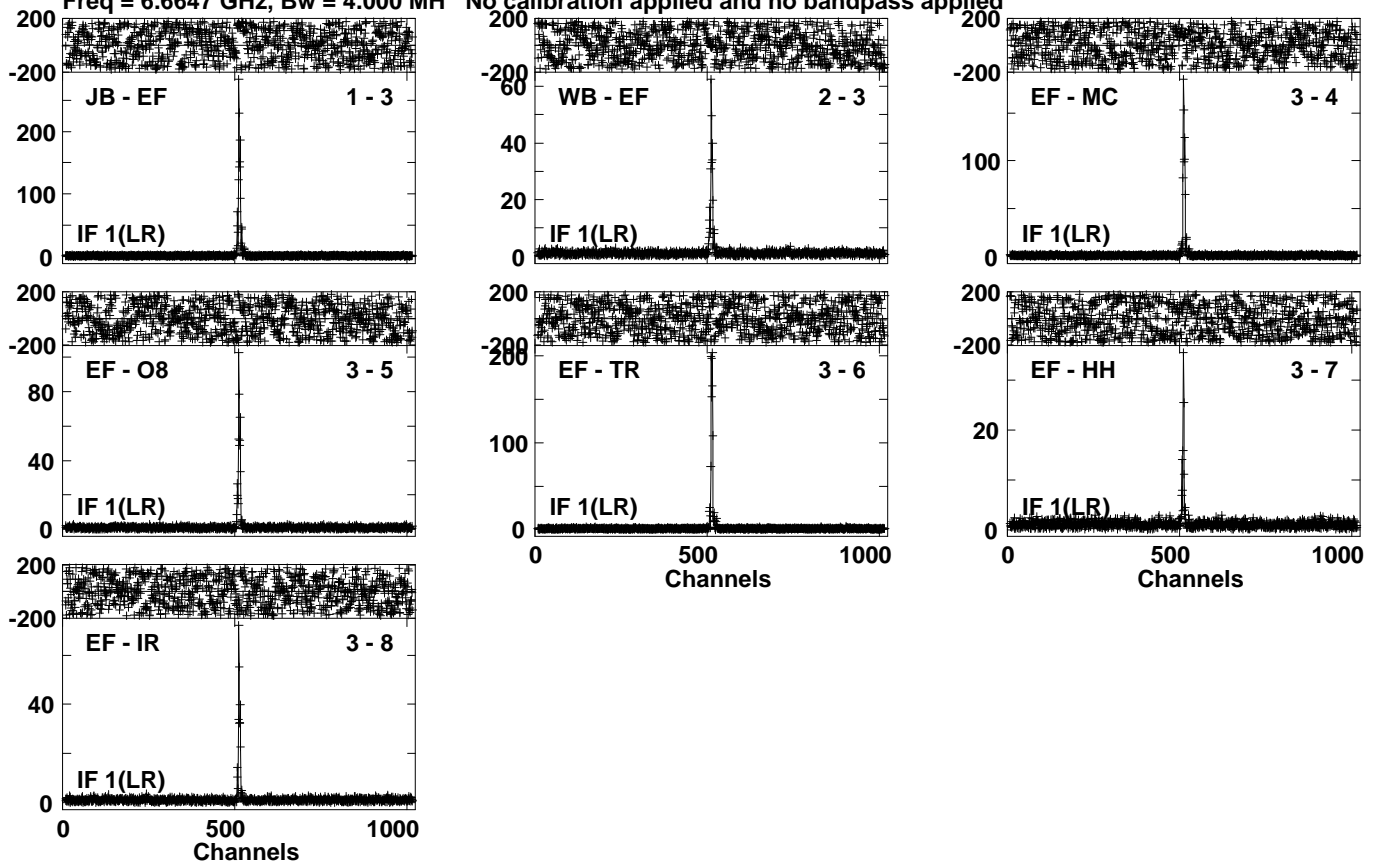 Freq = 6.6647 GHz, Bw = 4.000 MH No calibration applied and no bandpass applied
200
-200
JB - EF 1 - 3
200
100
IF 1(LR)
0
200
-200
WB - EF 2 - 3
60
40
20
IF 1(LR)
0
200
-200
EF - MC 3 - 4
100
IF 1(LR)
0
200
-200
EF - O8 3 - 5
80
40
IF 1(LR)
0
200
-200
200
EF - TR 3 - 6
100
IF 1(LR)
0
0 500 1000
Channels
200
-200
EF - HH 3 - 7
20
IF 1(LR)
0
0 500 1000
Channels
200
-200
EF - IR 3 - 8
40
IF 1(LR)
0
0 500 1000
Channels